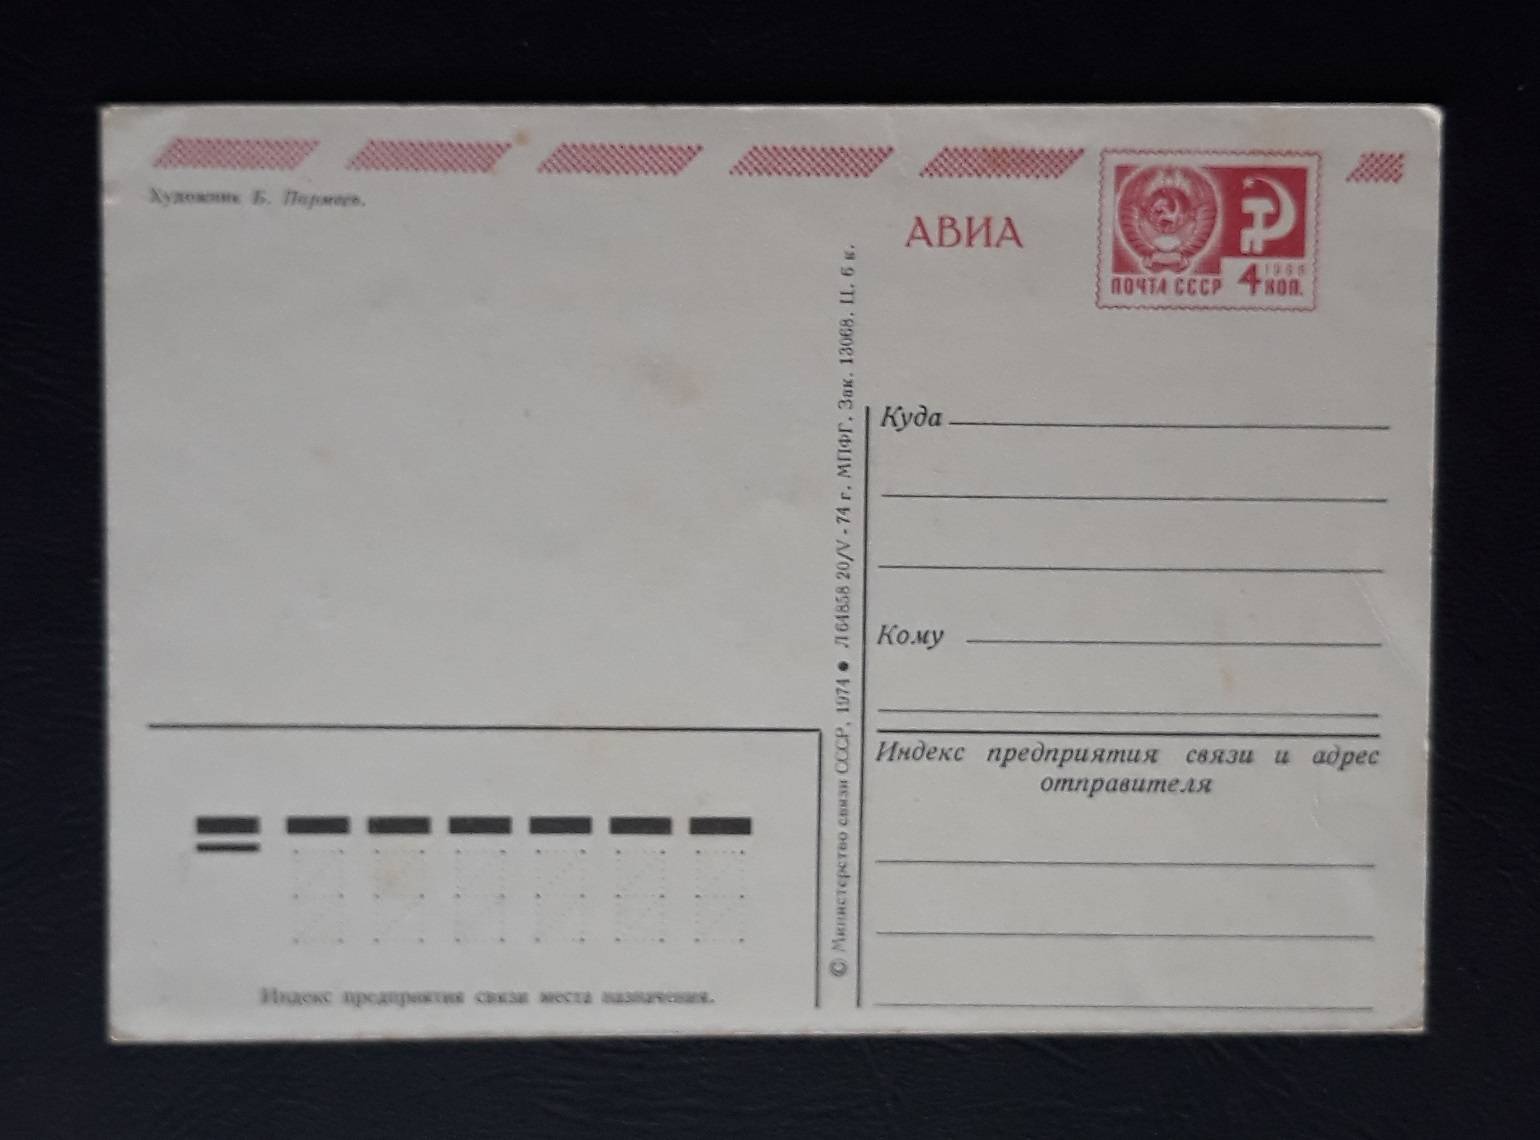 Художник Б. Пармеев.
АВИА
1966
ПОЧТА СССР 4 КОП.
© Министерство связи СССР, 1974 ● Л 64858 20/V - 74 г. МПФГ. Зак. 13068. Ц. 6 к.
Куда
Кому
Индекс предприятия связи и адрес
отправителя
Индекс предприятия связи места назначения.